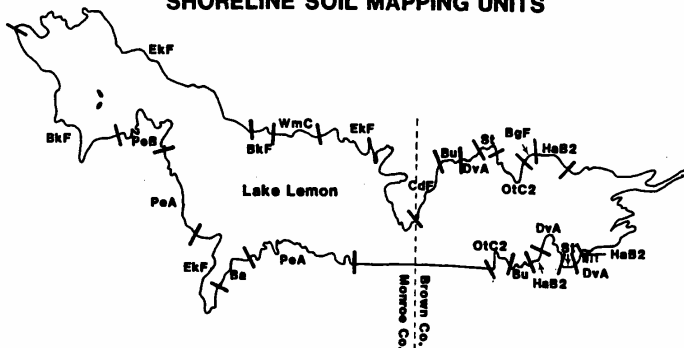 SHORELINE SOIL MAPPING UNITS
EkF
BkF
PeB
BkF
WmC
EkF
Bu
DvA
St
BgF
HaB2
OtC2
CdF
Lake Lemon
PeA
EkF
Ba
PeA
OtC2
Bu
HaB2
DvA
St
DvA
HaB2
Brown Co.
Monroe Co.